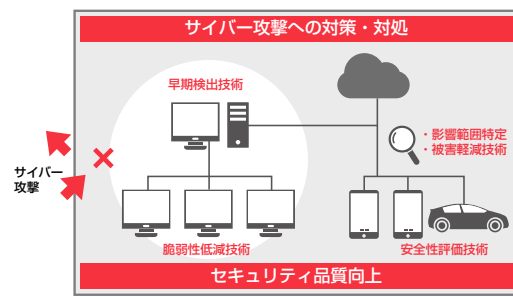 サイバー攻撃への対策・対処
早期検出技術
・影響範囲特定
・被害軽減技術
サイバー
攻撃
脆弱性低減技術
安全性評価技術
セキュリティ品質向上